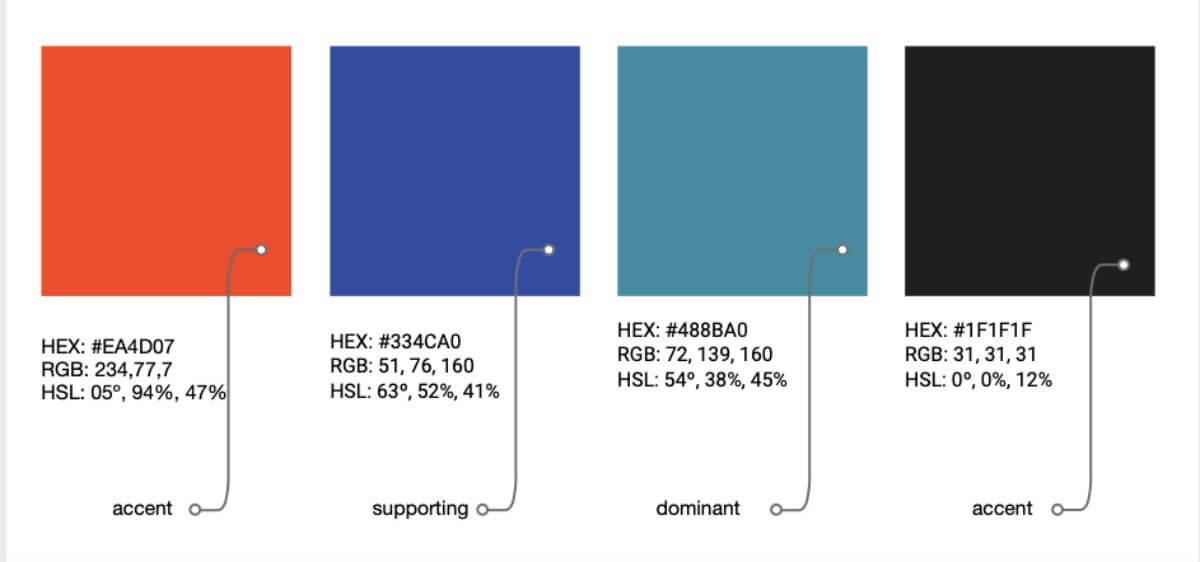 HEX: #EA4D07
RGB: 234,77,7
HSL: 05º, 94%, 47%
accent
HEX: #334CA0
RGB: 51, 76, 160
HSL: 63º, 52%, 41%
supporting
HEX: #488BA0
RGB: 72, 139, 160
HSL: 54º, 38%, 45%
dominant
HEX: #1F1F1F
RGB: 31, 31, 31
HSL: 0º, 0%, 12%
accent